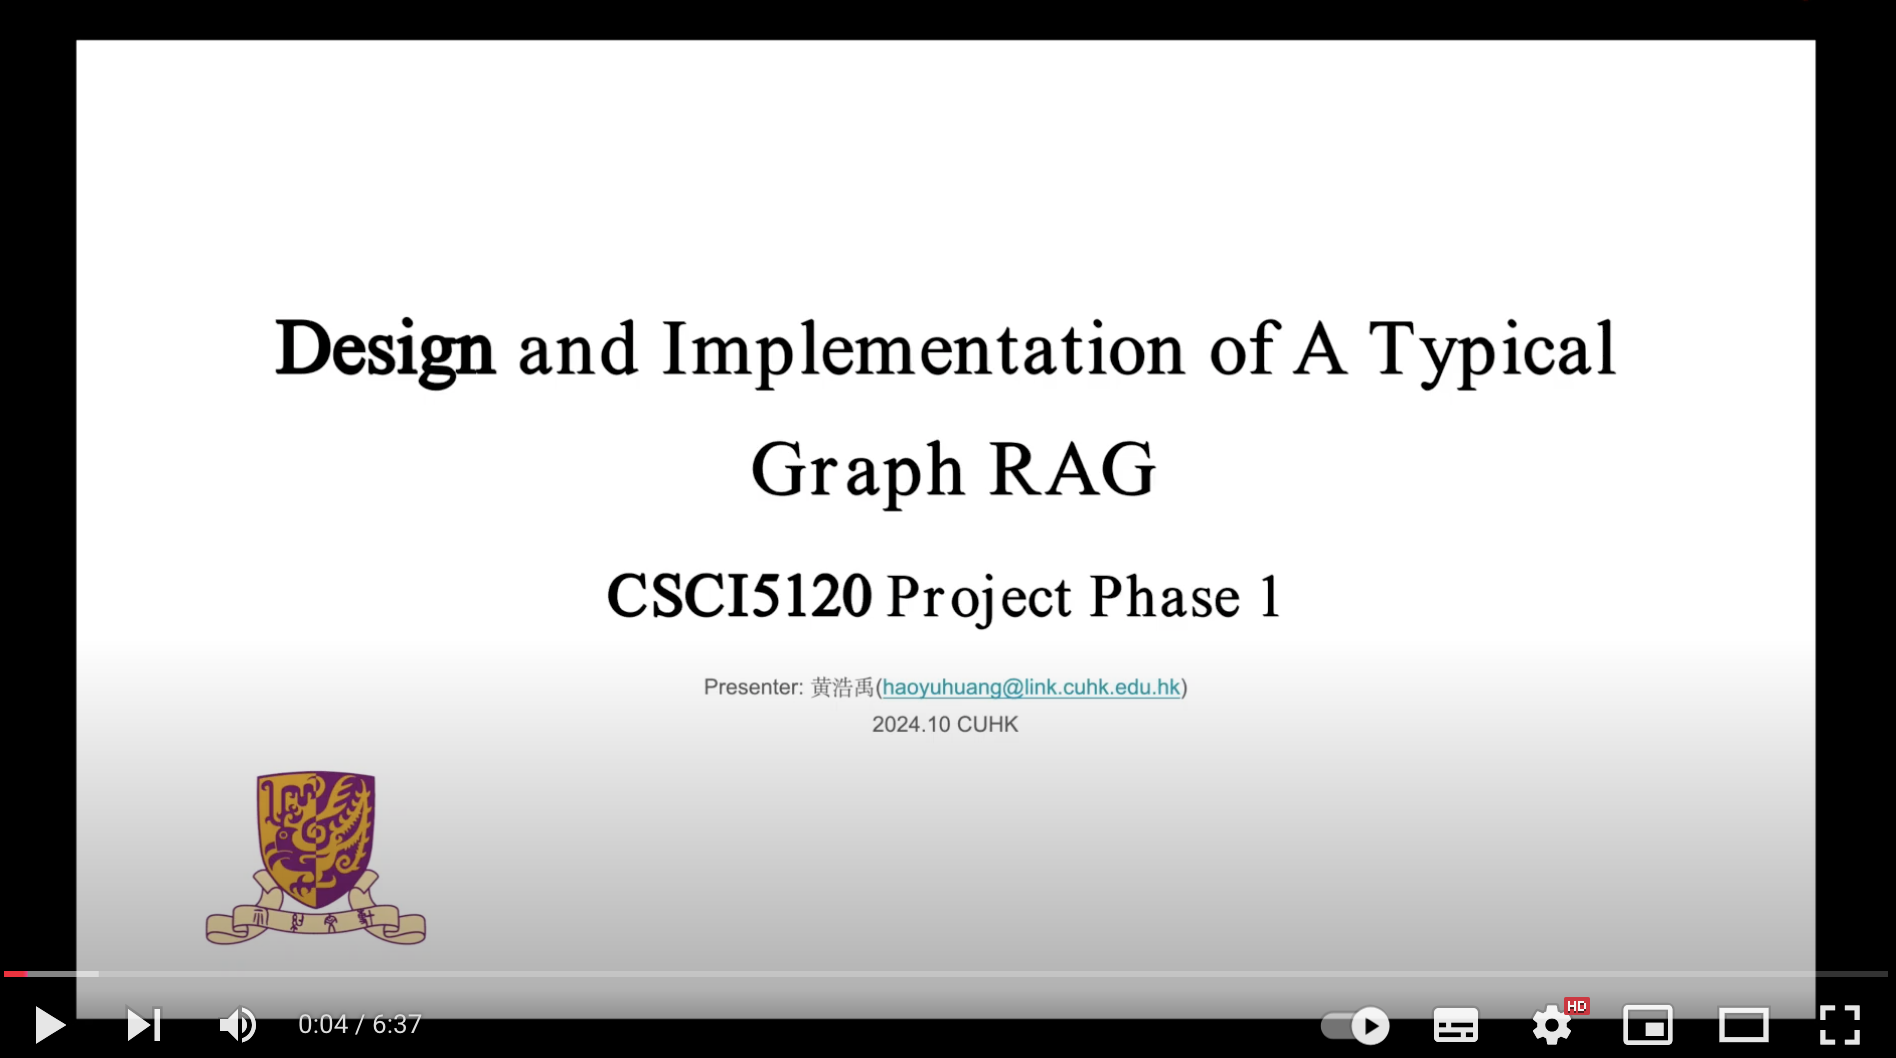 Design and Implementation of A Typical
Graph RAG
CSCI5120 Project Phase 1
Presenter: 黄浩禹(haoyuhuang@link.cuhk.edu.hk)
2024.10 CUHK
0:04 / 6:37
HD